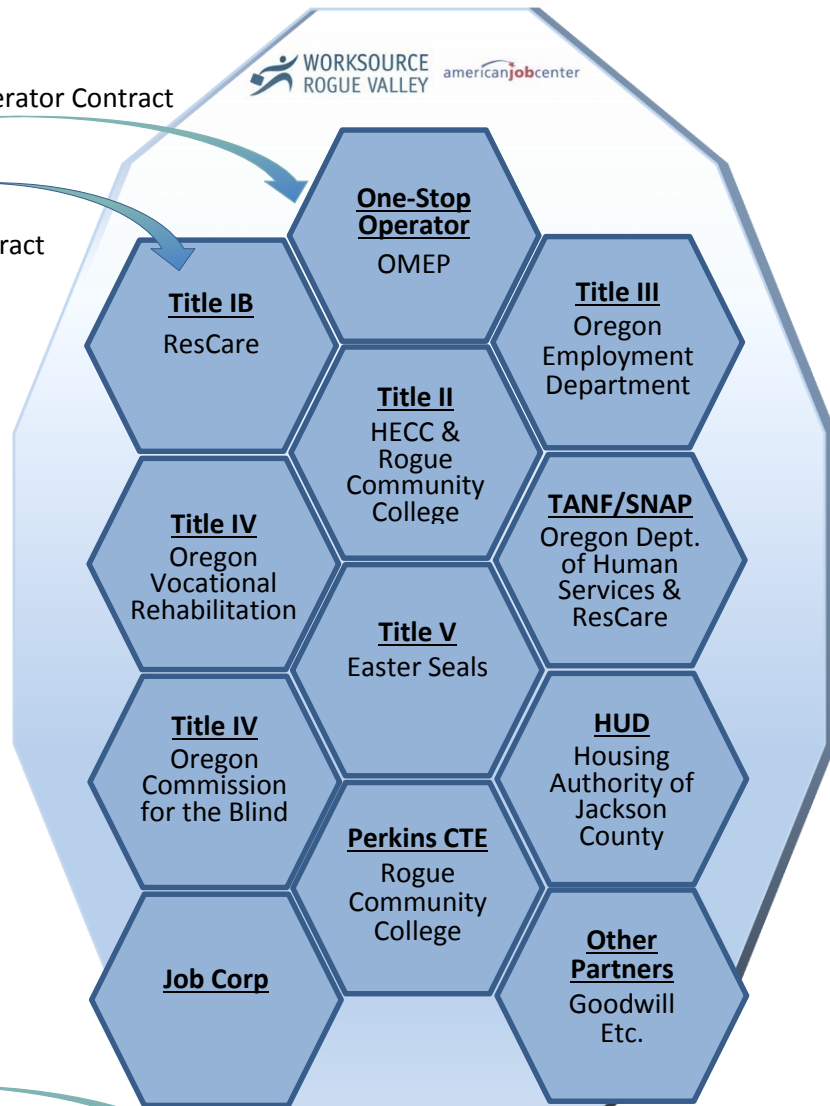 WORKSOURCE
ROGUE VALLEY
americanjobcenter
erator Contract
ract
One-Stop
Operator
OMEP
Title IB
ResCare
Title III
Oregon
Employment
Department
Title II
HECC &
Rogue
Community
College
Title IV
Oregon
Vocational
Rehabilitation
TANF/SNAP
Oregon Dept.
of Human
Services &
ResCare
Title V
Easter Seals
Title IV
Oregon
Commission
for the Blind
HUD
Housing
Authority of
Jackson
County
Perkins CTE
Rogue
Community
College
Job Corp
Other
Partners
Goodwill
Etc.